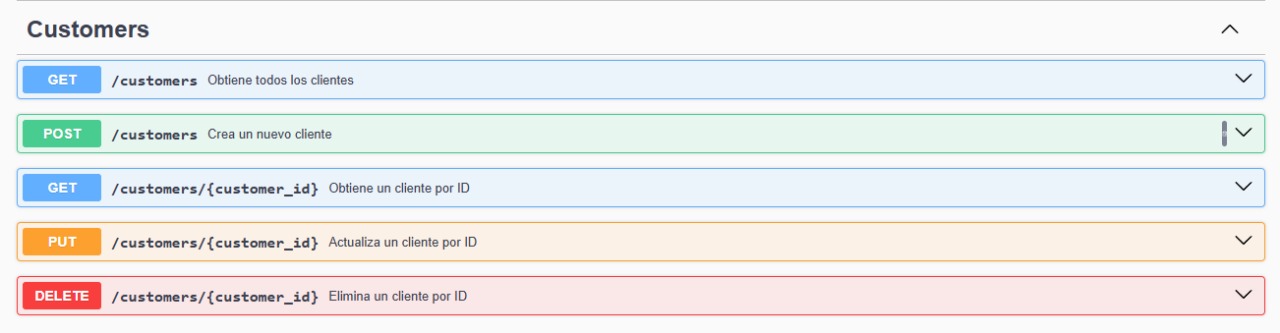 Customers
GET /customers Obtiene todos los clientes
POST /customers Crea un nuevo cliente
GET /customers/{customer_id} Obtiene un cliente por ID
PUT /customers/{customer_id} Actualiza un cliente por ID
DELETE /customers/{customer_id} Elimina un cliente por ID